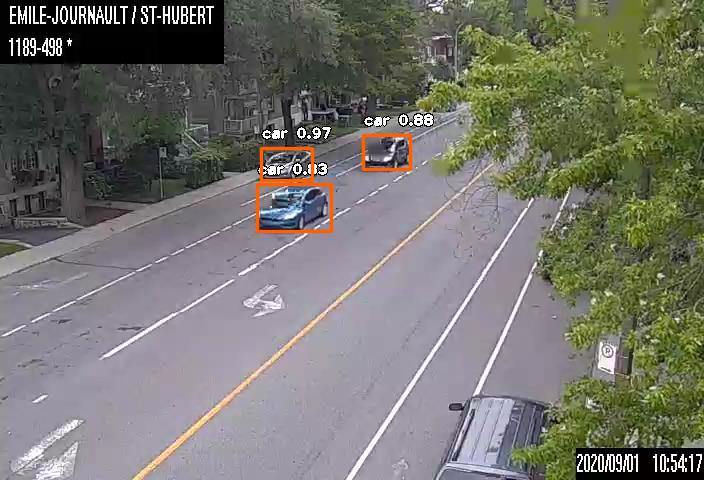 EMILE-JOURNAULT / ST-HUBERT
1189-498 *
car 0.97
car 0.88
car 0.83
2020/09/01 10:54:17